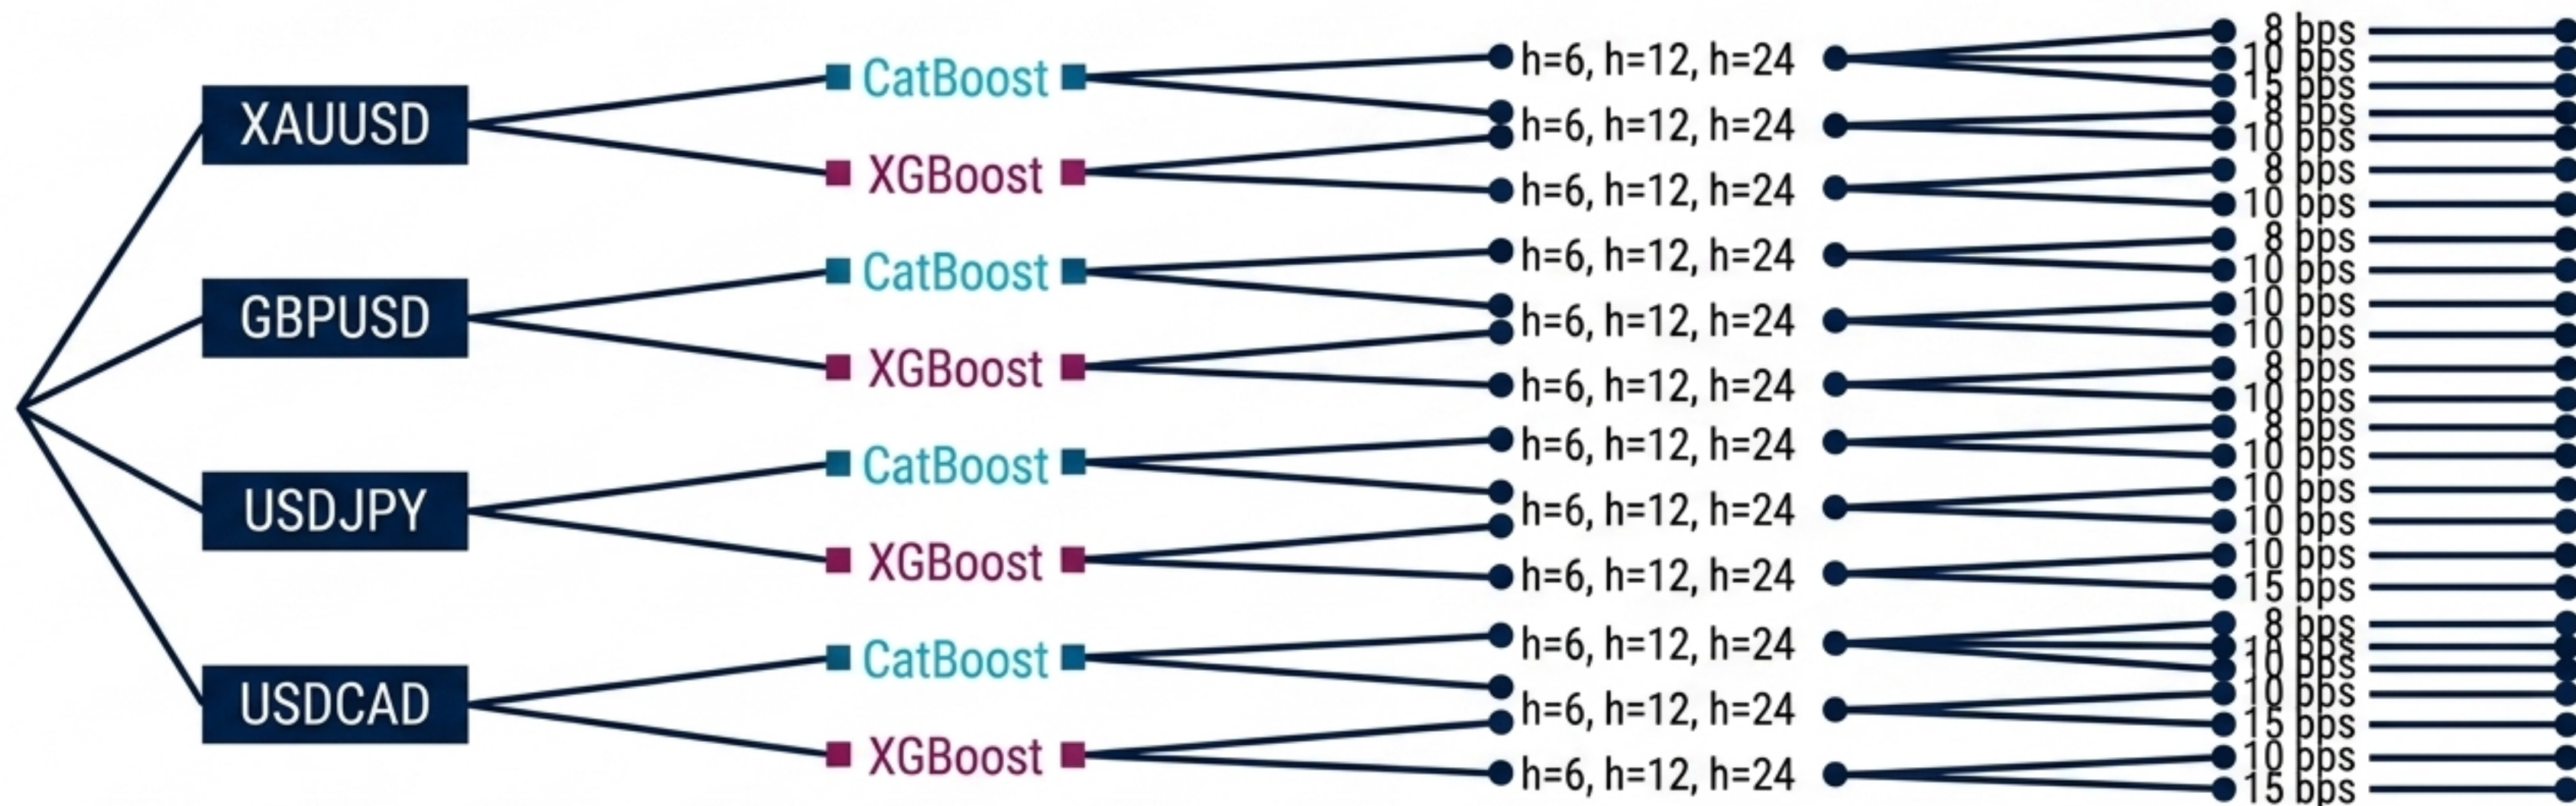 XAUUSD
CatBoost
XGBoost
h=6, h=12, h=24
h=6, h=12, h=24
h=6, h=12, h=24
8 bps
10 bps
15 bps
8 bps
10 bps
8 bps
10 bps
GBPUSD
CatBoost
XGBoost
h=6, h=12, h=24
h=6, h=12, h=24
h=6, h=12, h=24
8 bps
10 bps
10 bps
10 bps
8 bps
10 bps
USDJPY
CatBoost
XGBoost
h=6, h=12, h=24
h=6, h=12, h=24
h=6, h=12, h=24
8 bps
10 bps
10 bps
10 bps
10 bps
15 bps
USDCAD
CatBoost
XGBoost
h=6, h=12, h=24
h=6, h=12, h=24
h=6, h=12, h=24
8 bps
10 bps
10 bps
10 bps
15 bps
10 bps
15 bps